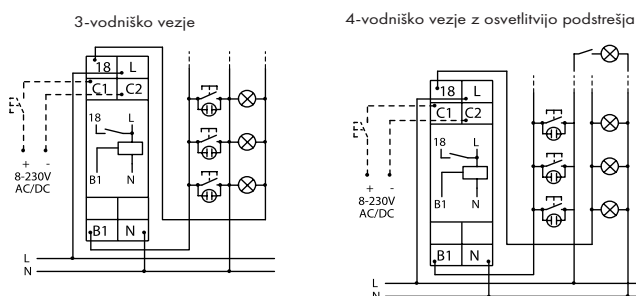 3-vodniško vezje
18 L
C1 C2
18 L
B1 N
+ -
8-230V
AC/DC
B1 N
L
N
4-vodniško vezje z osvetlitvijo podstrešja
18 L
C1 C2
18 L
B1 N
+ -
8-230V
AC/DC
B1 N
L
N